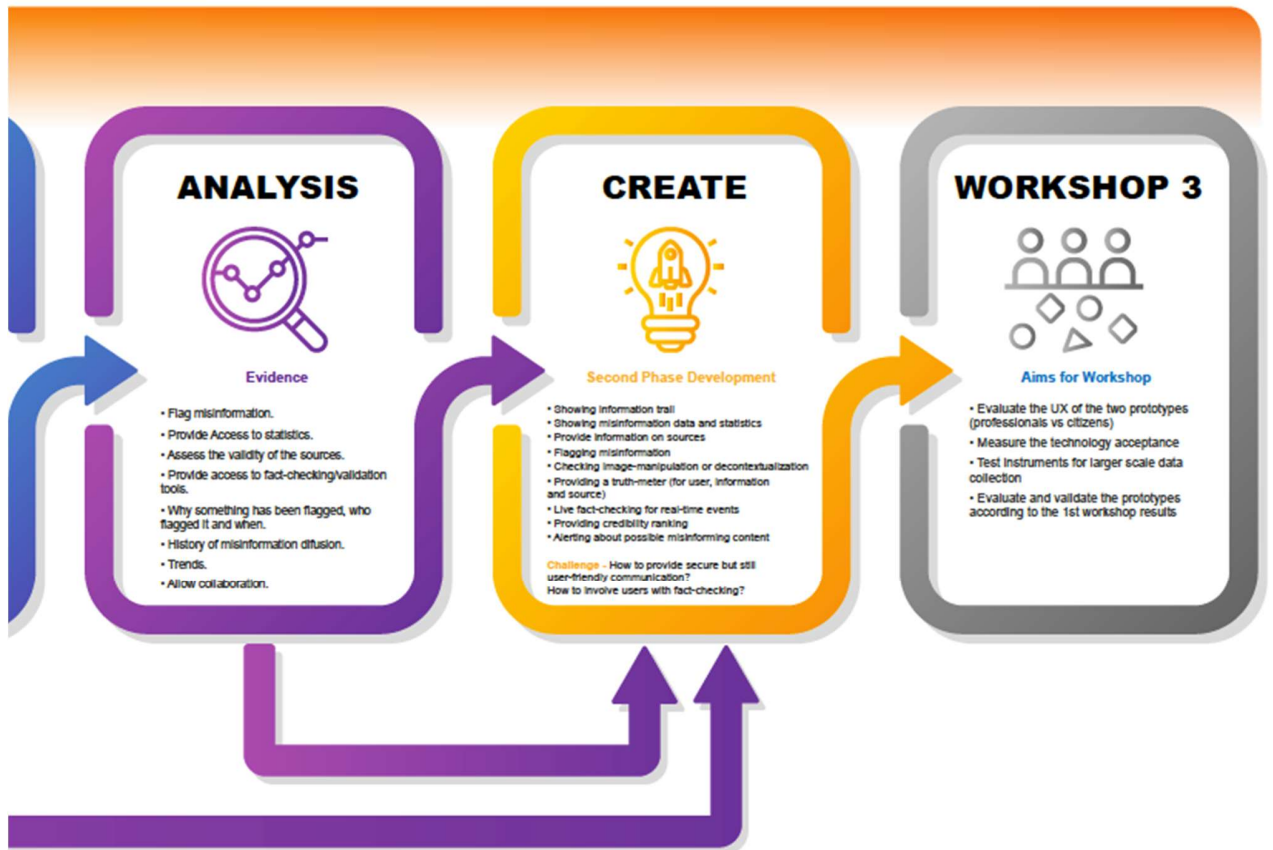 ANALYSIS
Evidence
• Flag misinformation.
• Provide Access to statistics.
• Assess the validity of the sources.
• Provide access to fact-checking/validation
tools.
• Why something has been flagged, who
flagged it and when.
• History of misinformation difusion.
• Trends.
• Allow collaboration.
CREATE
Second Phase Development
• Showing information trail
• Showing misinformation data and statistics
• Provide information on sources
• Flagging misinformation
• Checking image-manipulation or decontextualization
• Providing a truth-meter (for user, information
and source)
• Live fact-checking for real-time events
• Providing credibility ranking
• Alerting about possible misinforming content
Challenge - How to provide secure but still
user-friendly communication?
How to involve users with fact-checking?
WORKSHOP 3
Aims for Workshop
• Evaluate the UX of the two prototypes
(professionals vs citizens)
• Measure the technology acceptance
• Test instruments for larger scale data
collection
• Evaluate and validate the prototypes
according to the 1st workshop results